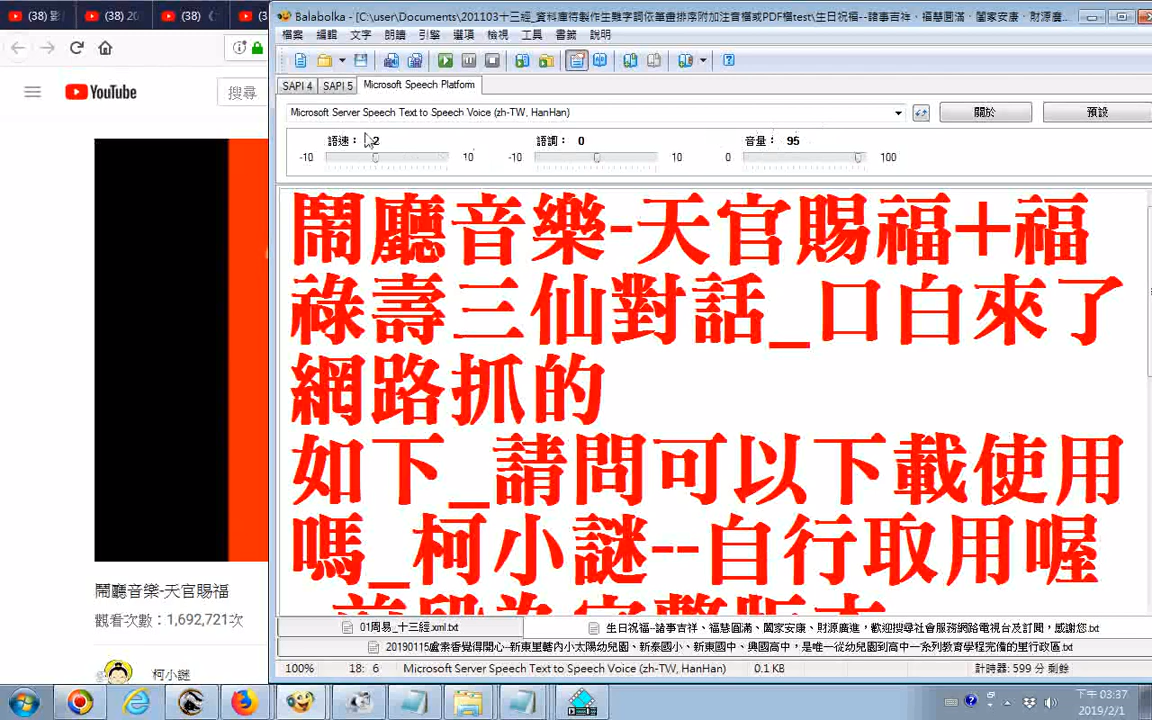 (38)
(38) 20
(38)
YouTube
搜尋
鬧廳音樂-天官賜福
觀看次數：1,692,721次
柯小謎
Balabolka - [C:\user\Documents\201103十三經_資料庫待製作生難字詞依筆畫排序附加注音檔或PDF檔test\生日祝福--諸事吉祥、福慧圓滿、闔家安康、財源廣
檔案 編輯 文字 朗讀 引擎 選項 檢視 工具 書籤 說明
SAPI 4 SAPI 5 Microsoft Speech Platform
Microsoft Server Speech Text to Speech Voice (zh-TW, HanHan) 關於 預設
語速： 語調： 0 音量： 95
-10 10 -10 10 0 100
鬧廳音樂-天官賜福+福
祿壽三仙對話_口白來了
網路抓的
如下_請問可以下載使用
嗎_柯小謎--自行取用喔
01周易_十三經.xml.txt
生日祝福--諸事吉祥、福慧圓滿、闔家安康、財源廣進，歡迎搜尋社會服務網路電視台及訂閱，感謝您.txt
20190115盧素香覺得開心--新東里轄內小太陽幼兒園、新泰國小、新東國中、興國高中，是唯一從幼兒園到高中一系列教育學程完備的里行政區.txt
100% 18: 6 Microsoft Server Speech Text to Speech Voice (zh-TW, HanHan) 0.1 KB 計時器: 599 分 剩餘
下午 03:37
2019/2/1